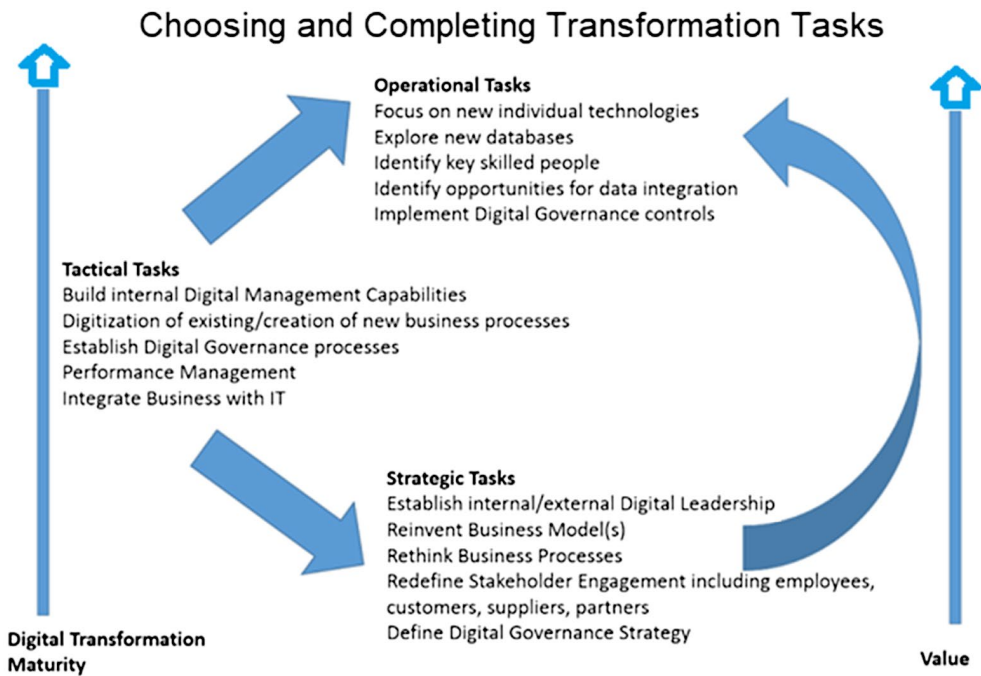 Choosing and Completing Transformation Tasks
Operational Tasks
Focus on new individual technologies
Explore new databases
Identify key skilled people
Identify opportunities for data integration
Implement Digital Governance controls
Tactical Tasks
Build internal Digital Management Capabilities
Digitization of existing/creation of new business processes
Establish Digital Governance processes
Performance Management
Integrate Business with IT
Strategic Tasks
Establish internal/external Digital Leadership
Reinvent Business Model(s)
Rethink Business Processes
Redefine Stakeholder Engagement including employees,
customers, suppliers, partners
Define Digital Governance Strategy
Digital Transformation
Maturity
Value